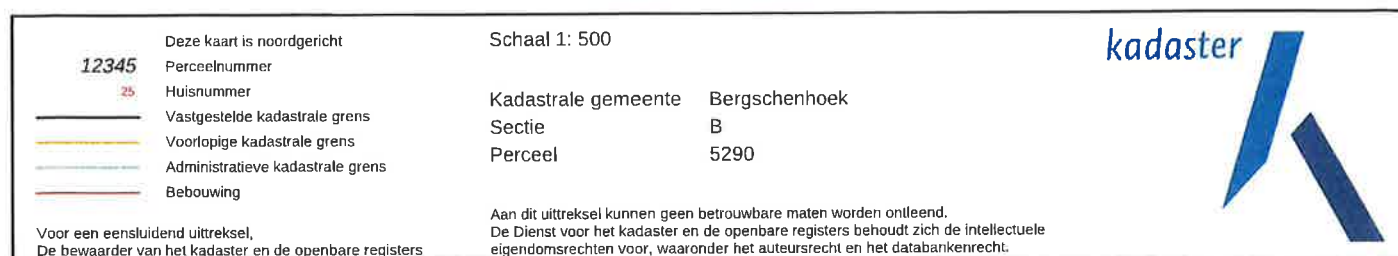 Deze kaart is noordgericht
12345 Perceelnummer
25 Huisnummer
Vastgestelde kadastrale grens
Voorlopige kadastrale grens
Administratieve kadastrale grens
Bebouwing
Voor een eensluidend uittreksel,
De bewaarder van het kadaster en de openbare registers
Schaal 1: 500
Kadastrale gemeente Bergschenhoek
Sectie B
Perceel 5290
Aan dit uittreksel kunnen geen betrouwbare maten worden ontleend.
De Dienst voor het kadaster en de openbare registers behoudt zich de intellectuele
eigendomsrechten voor, waaronder het auteursrecht en het databankenrecht.
kadaster